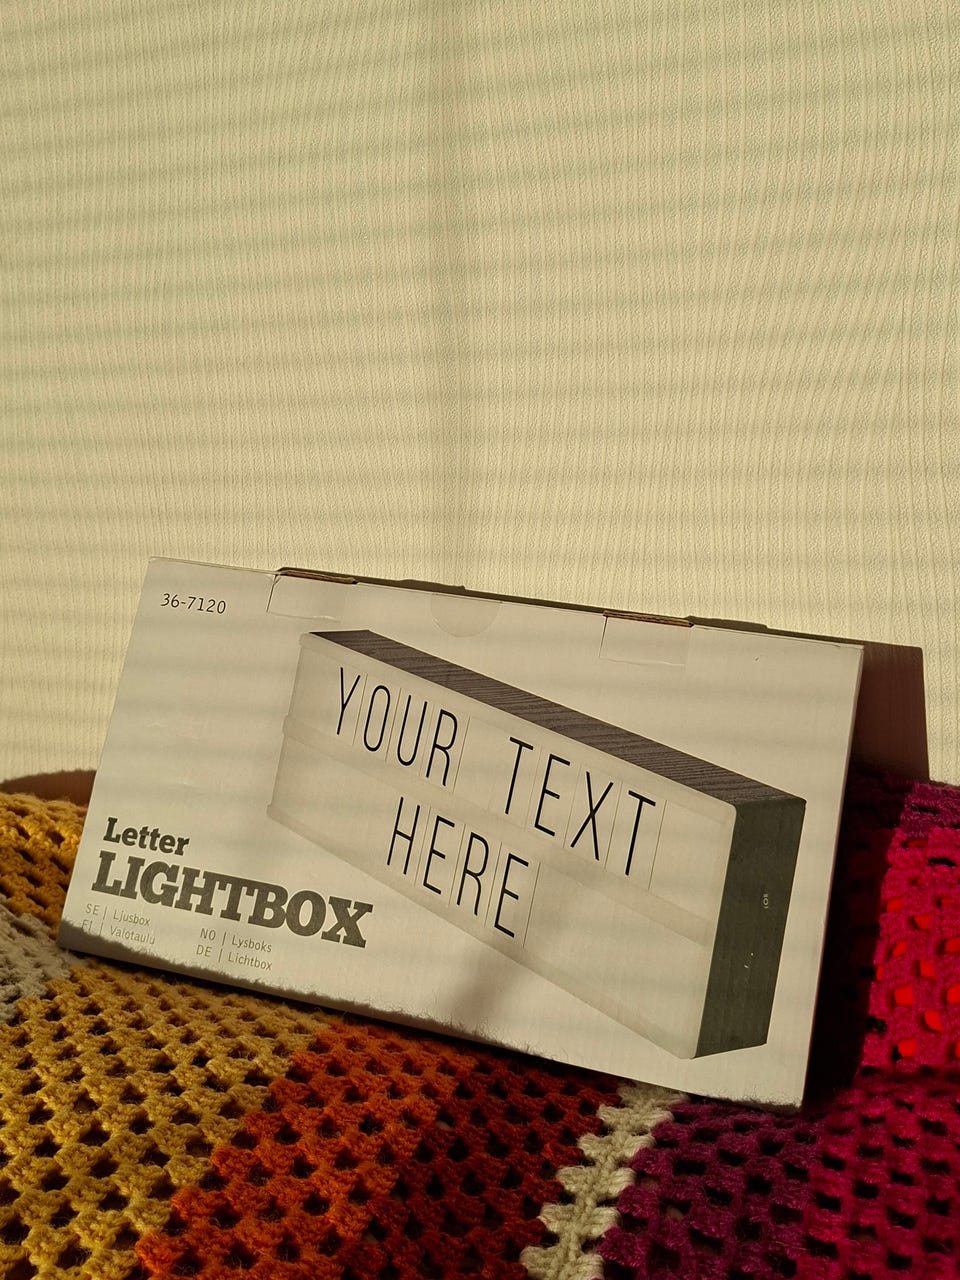 36-7120
YOUR TEXT
HERE
Letter
LIGHTBOX
SE | Ljusbox
FI | Valotaulu
NO | Lysboks
DE | Lichtbox